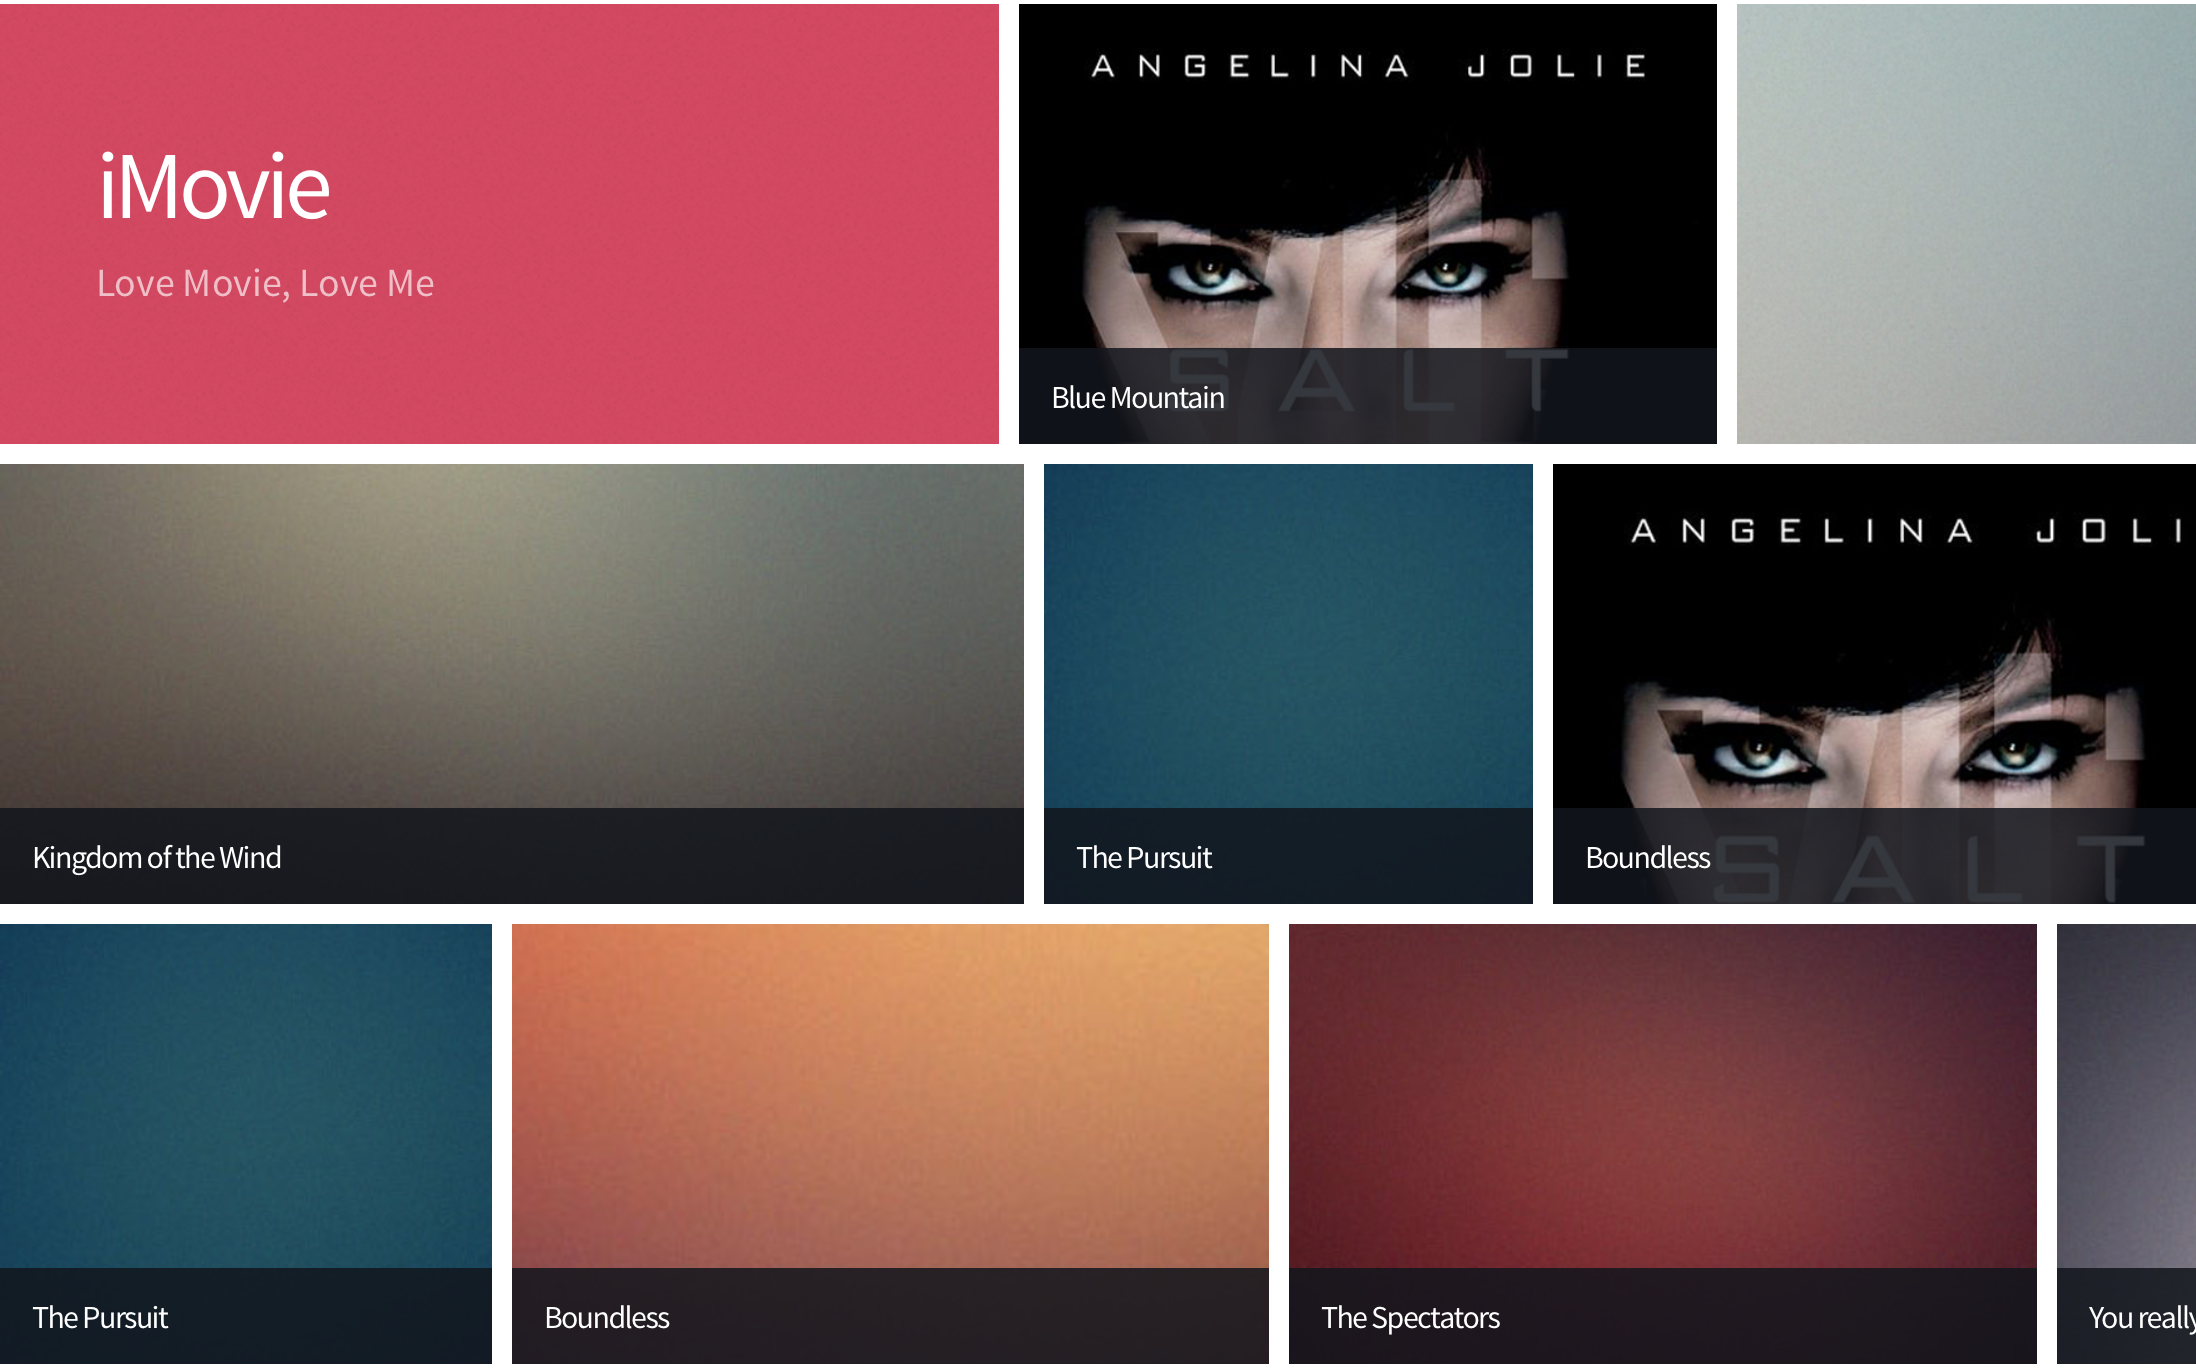 iMovie
Love Movie, Love Me
ANGELINA JOLIE
SALT
Blue Mountain
Kingdom of the Wind
The Pursuit
ANGELINA JOLI
SALT
Boundless
The Pursuit
Boundless
The Spectators
You really